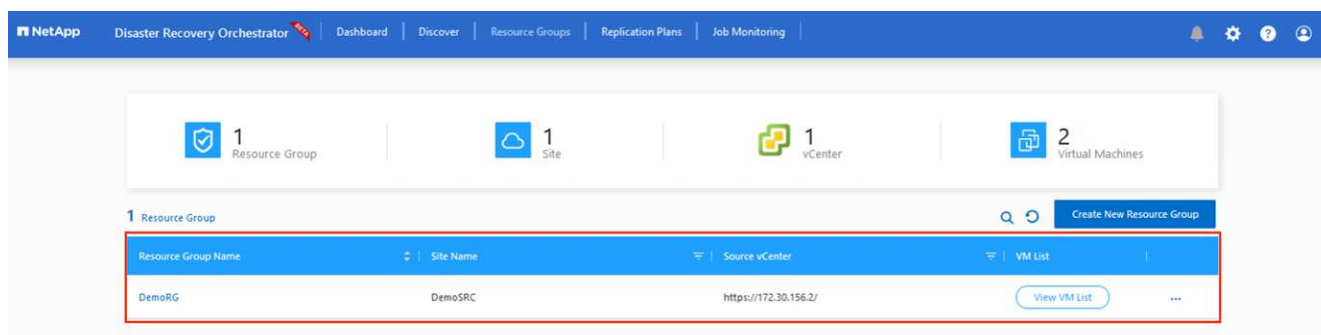 NetApp Disaster Recovery Orchestrator Dashboard Discover Resource Groups Replication Plans Job Monitoring
1 1 1 2
Resource Group Site vCenter Virtual Machines
1 Resource Group Create New Resource Group
Resource Group Name Site Name Source vCenter VM List
DemoRG DemoSRC https://172.30.156.2/ View VM List ...